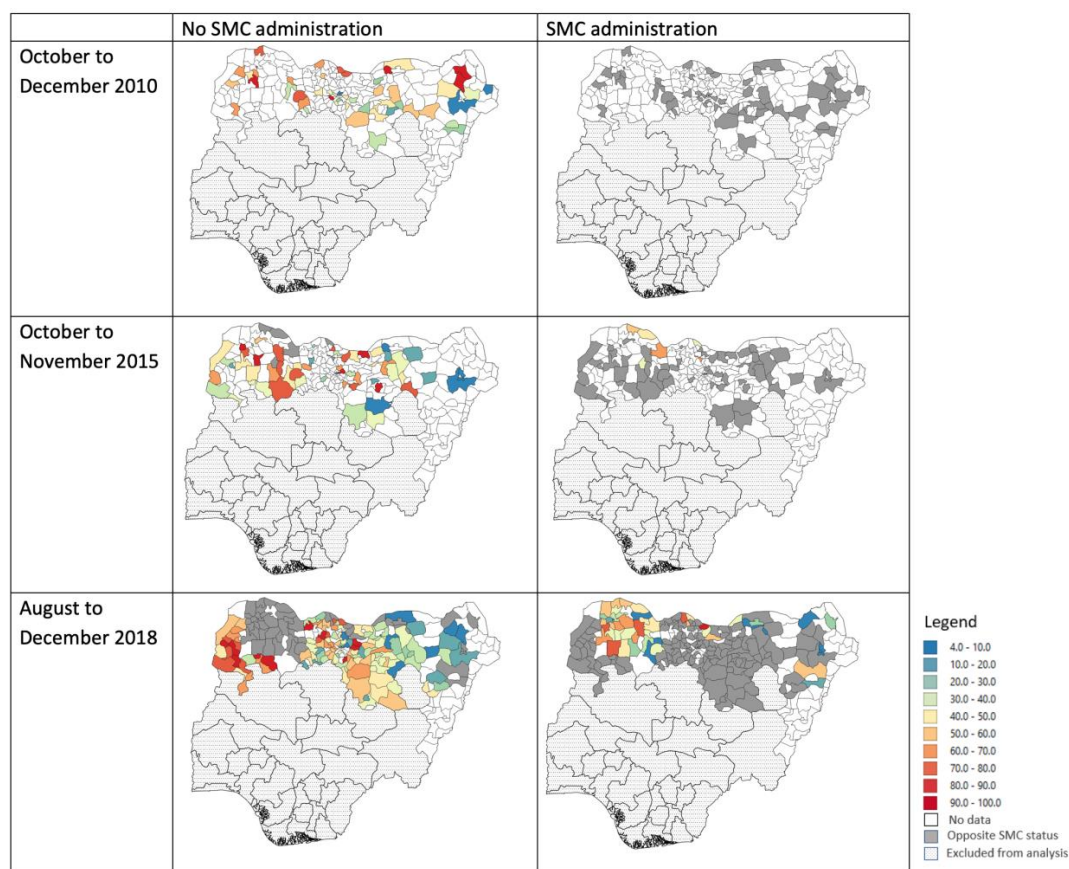 No SMC administration
SMC administration
October to
December 2010
October to
November 2015
August to
December 2018
Legend
4.0 - 10.0
10.0 - 20.0
20.0 - 30.0
30.0 - 40.0
40.0 - 50.0
50.0 - 60.0
60.0 - 70.0
70.0 - 80.0
80.0 - 90.0
90.0 - 100.0
No data
Opposite SMC status
Excluded from analysis